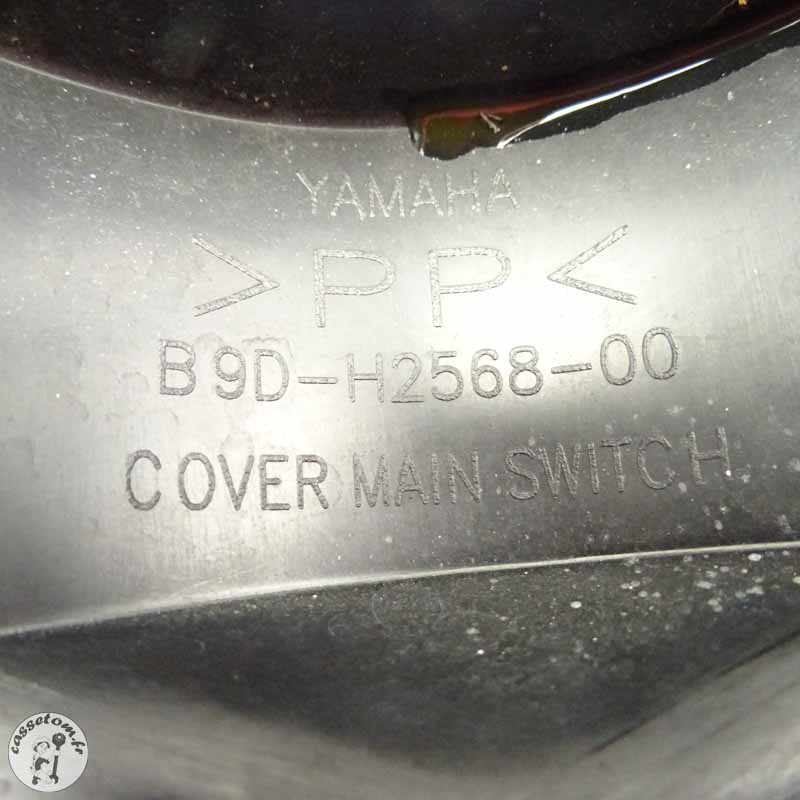 YAMAHA
>PP<
B9D-H2568-00
COVER MAIN SWITCH
cassetom.fr